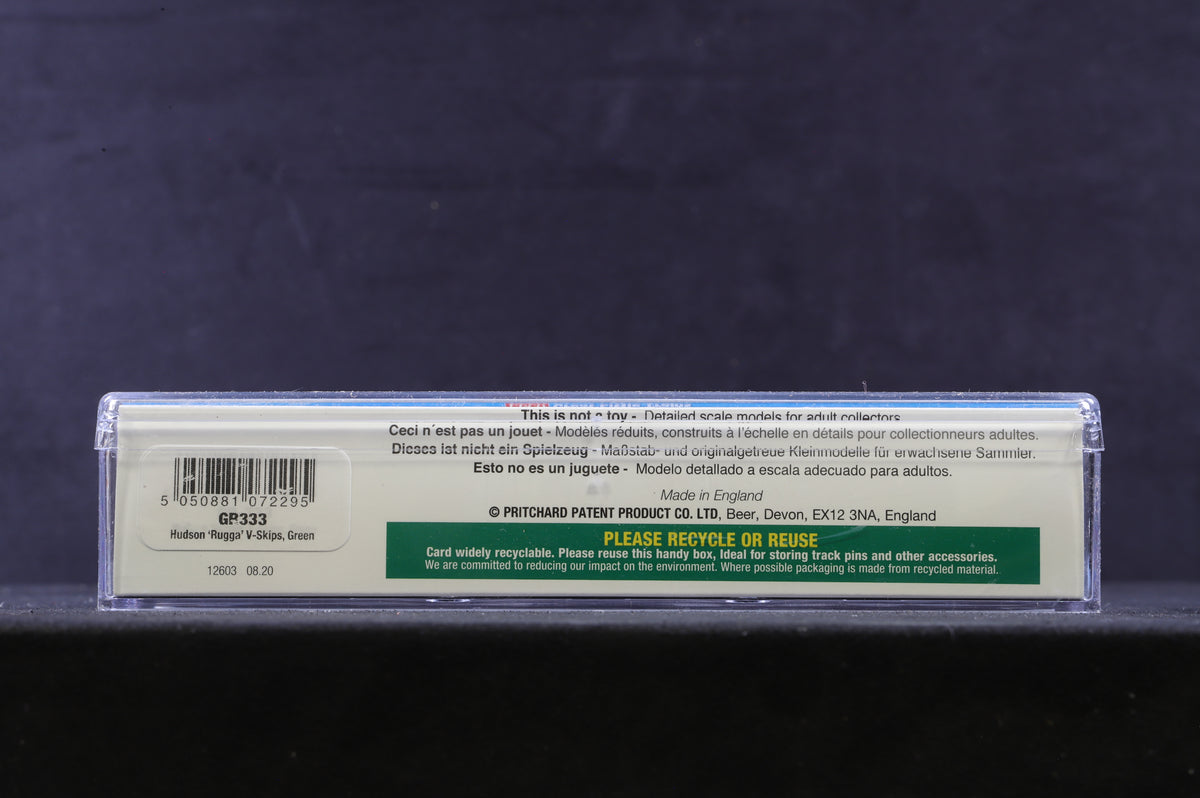 This is not a toy - Detailed scale models for adult collectors.
Ceci n´est pas un jouet - Modèles réduits, construits à l'échelle en détails pour collectionneurs adultes.
Dieses ist nicht ein Spielzeug - Maßstab- und originalgetreue Kleinmodelle für erwachsene Sammler.
Esto no es un juguete - Modelo detallado a escala adecuado para adultos.
Made in England
© PRITCHARD PATENT PRODUCT CO. LTD, Beer, Devon, EX12 3NA, England
PLEASE RECYCLE OR REUSE
Card widely recyclable. Please reuse this handy box, Ideal for storing track pins and other accessories.
We are committed to reducing our impact on the environment. Where possible packaging is made from recycled material.
5 050881 072295
GR333
Hudson 'Rugga' V-Skips, Green
12603 08.20